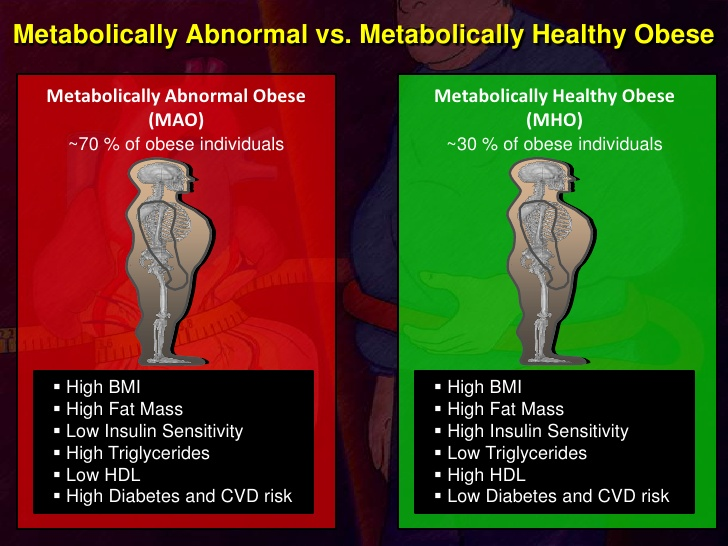 Metabolically Abnormal vs. Metabolically Healthy Obese
Metabolically Abnormal Obese
(MAO)
~70 % of obese individuals
▪ High BMI
▪ High Fat Mass
▪ Low Insulin Sensitivity
▪ High Triglycerides
▪ Low HDL
▪ High Diabetes and CVD risk
Metabolically Healthy Obese
(MHO)
~30 % of obese individuals
▪ High BMI
▪ High Fat Mass
▪ High Insulin Sensitivity
▪ Low Triglycerides
▪ High HDL
▪ Low Diabetes and CVD risk